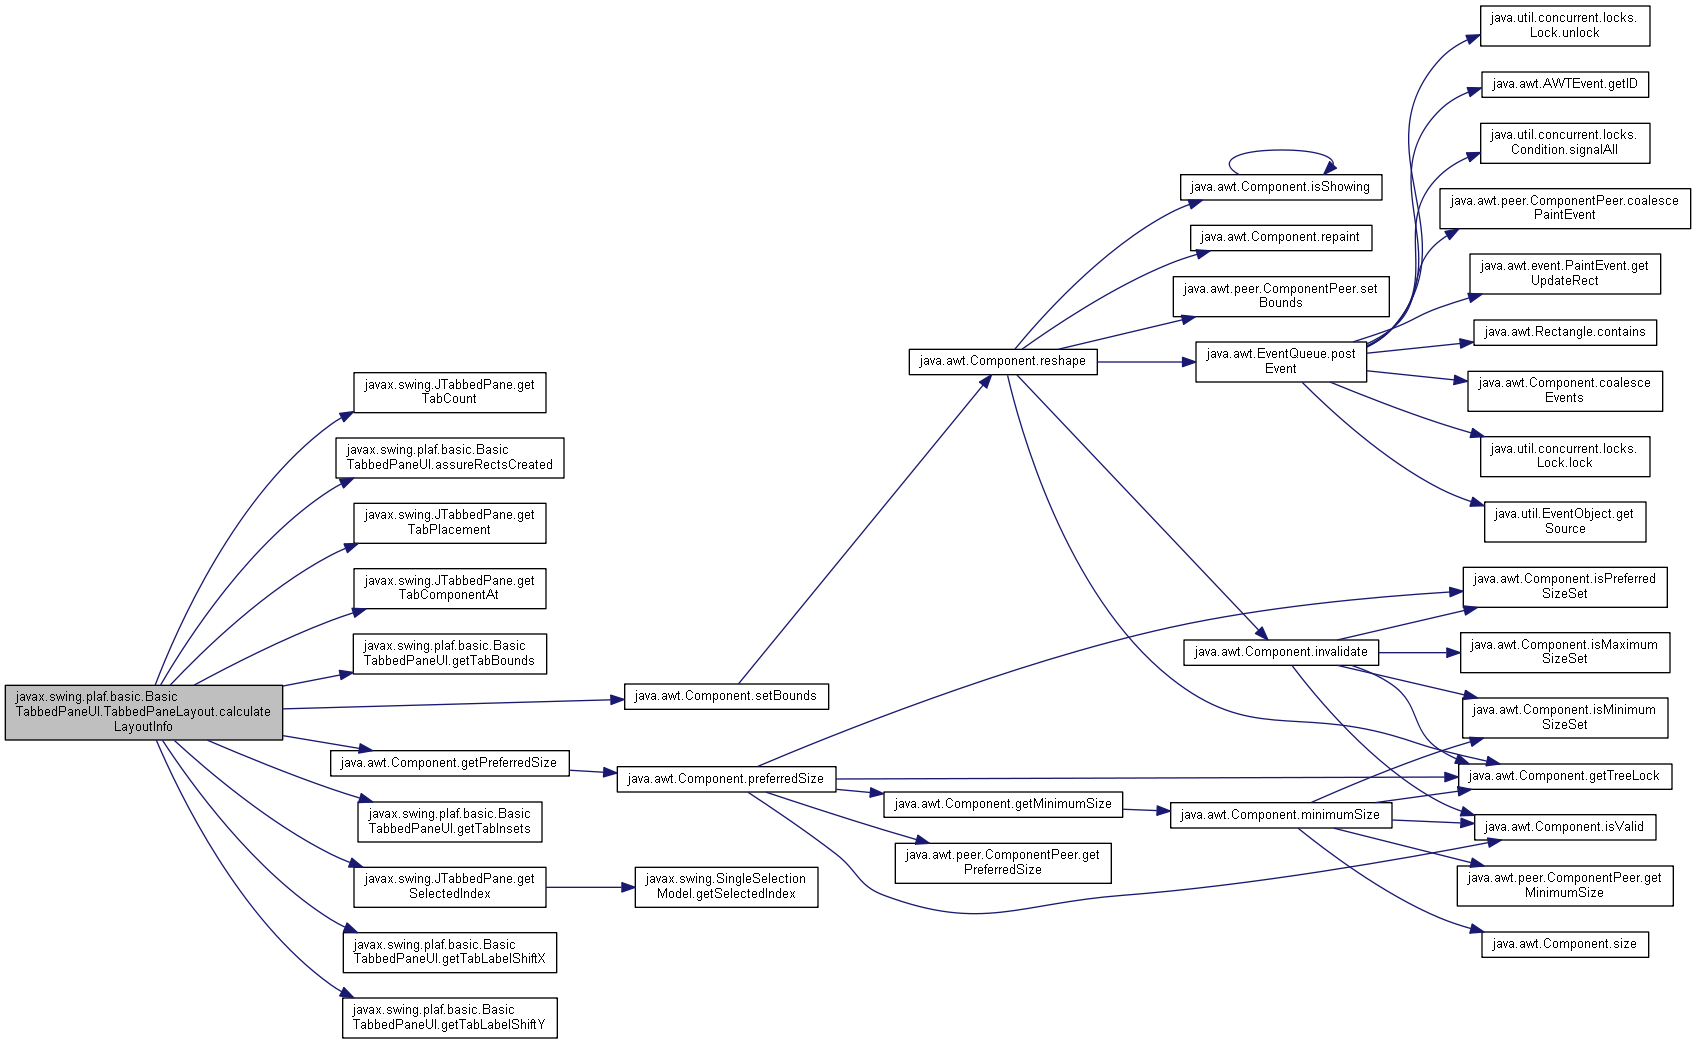 javax.swing.plaf.basic.Basic
TabbedPaneUI.TabbedPaneLayout.calculate
LayoutInfo
javax.swing.JTabbedPane.get
TabCount
javax.swing.plaf.basic.Basic
TabbedPaneUI.assureRectsCreated
javax.swing.JTabbedPane.get
TabPlacement
javax.swing.JTabbedPane.get
TabComponentAt
javax.swing.plaf.basic.Basic
TabbedPaneUI.getTabBounds
java.awt.Component.getPreferredSize
javax.swing.plaf.basic.Basic
TabbedPaneUI.getTabInsets
javax.swing.JTabbedPane.get
SelectedIndex
javax.swing.plaf.basic.Basic
TabbedPaneUI.getTabLabelShiftX
javax.swing.plaf.basic.Basic
TabbedPaneUI.getTabLabelShiftY
java.awt.Component.setBounds
java.awt.Component.preferredSize
javax.swing.SingleSelection
Model.getSelectedIndex
java.awt.Component.reshape
java.awt.Component.getMinimumSize
java.awt.peer.ComponentPeer.get
PreferredSize
java.awt.Component.isShowing
java.awt.Component.repaint
java.awt.peer.ComponentPeer.set
Bounds
java.awt.EventQueue.post
Event
java.awt.Component.invalidate
java.awt.Component.minimumSize
java.util.concurrent.locks.
Lock.unlock
java.awt.AWTEvent.getID
java.util.concurrent.locks.
Condition.signalAll
java.awt.peer.ComponentPeer.coalesce
PaintEvent
java.awt.event.PaintEvent.get
UpdateRect
java.awt.Rectangle.contains
java.awt.Component.coalesce
Events
java.util.concurrent.locks.
Lock.lock
java.util.EventObject.get
Source
java.awt.Component.isPreferred
SizeSet
java.awt.Component.isMaximum
SizeSet
java.awt.Component.isMinimum
SizeSet
java.awt.Component.getTreeLock
java.awt.Component.isValid
java.awt.peer.ComponentPeer.get
MinimumSize
java.awt.Component.size